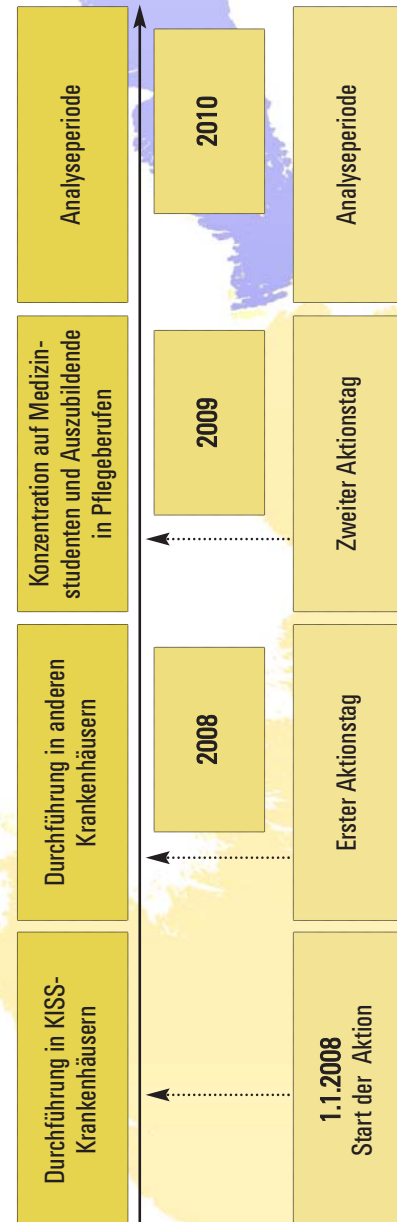 Durchführung in KISS-
Krankenhäusern
Durchführung in anderen
Krankenhäusern
Konzentration auf Medizin-
studenten und Auszubildende
in Pflegeberufen
Analyseperiode
2008
2009
2010
1.1.2008
Start der Aktion
Erster Aktionstag
Zweiter Aktionstag
Analyseperiode